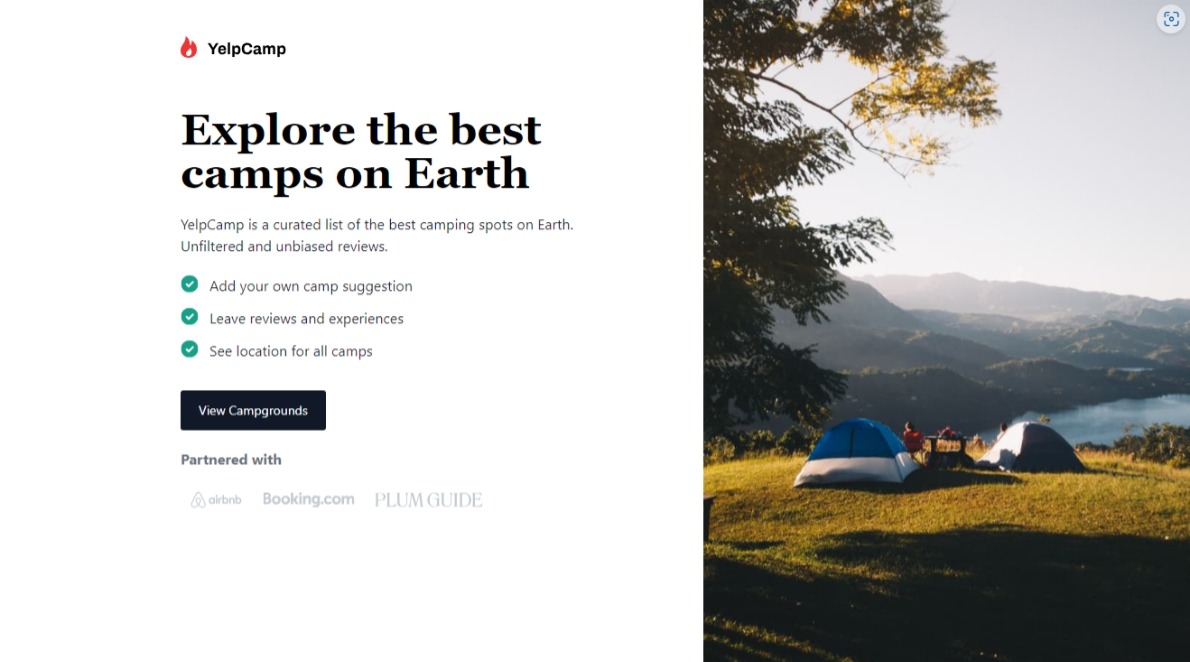 YelpCamp
Explore the best
camps on Earth
YelpCamp is a curated list of the best camping spots on Earth.
Unfiltered and unbiased reviews.
Add your own camp suggestion
Leave reviews and experiences
See location for all camps
View Campgrounds
Partnered with
airbnb Booking.com PLUM GUIDE